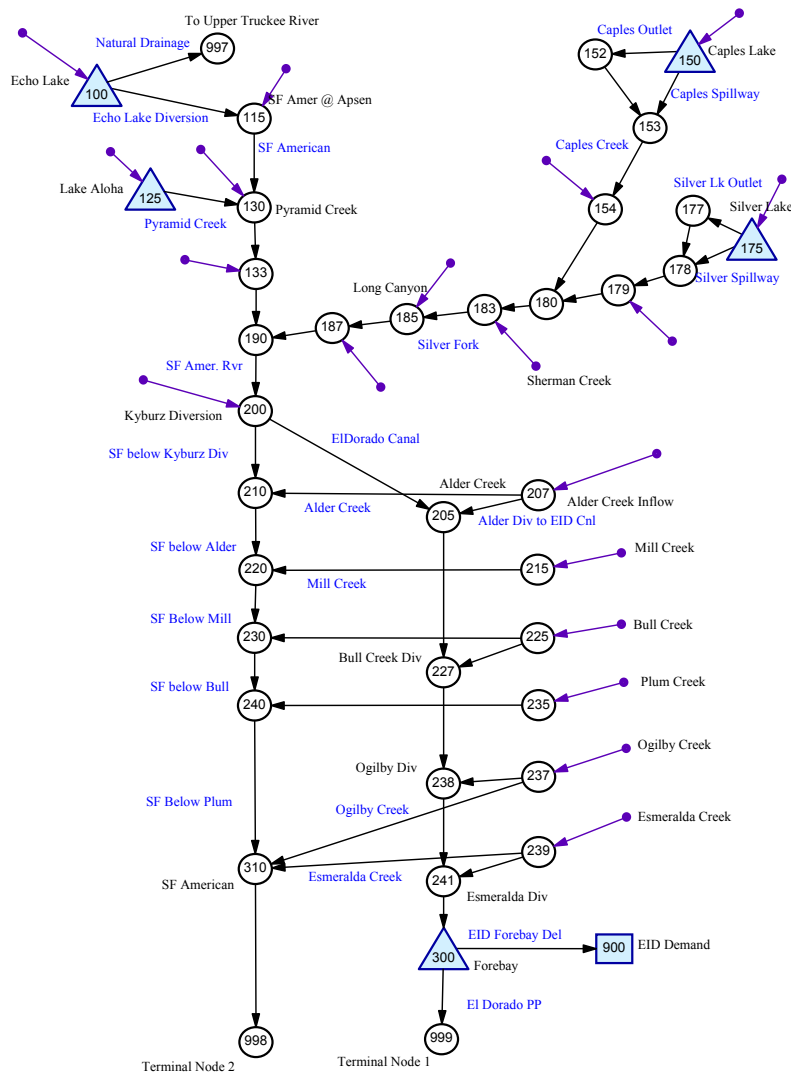 To Upper Truckee River
Natural Drainage
997
Echo Lake
100
Echo Lake Diversion
SF Amer @ Apsen
115
SF American
Lake Aloha
125
Pyramid Creek
130
Pyramid Creek
133
190
SF Amer. Rvr
Caples Outlet
152
150
Caples Lake
Caples Spillway
153
Caples Creek
154
Silver Lk Outlet
177
Silver Lake
175
178
Silver Spillway
179
180
183
Long Canyon
185
187
Silver Fork
Sherman Creek
200
Kyburz Diversion
ElDorado Canal
SF below Kyburz Div
210
Alder Creek
Alder Creek
207
Alder Creek Inflow
205
Alder Div to EID Cnl
SF below Alder
220
Mill Creek
215
Mill Creek
SF Below Mill
230
225
Bull Creek
Bull Creek Div
227
SF below Bull
240
235
Plum Creek
Ogilby Div
238
237
Ogilby Creek
SF Below Plum
Ogilby Creek
239
Esmeralda Creek
310
SF American
Esmeralda Creek
241
Esmeralda Div
EID Forebay Del
900
EID Demand
300
Forebay
El Dorado PP
998
Terminal Node 2
999
Terminal Node 1